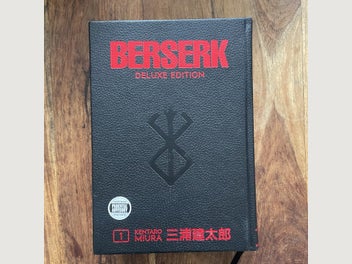 BERSERK
DELUXE EDITION
1
KENTARO
MIURA
三浦建太郎